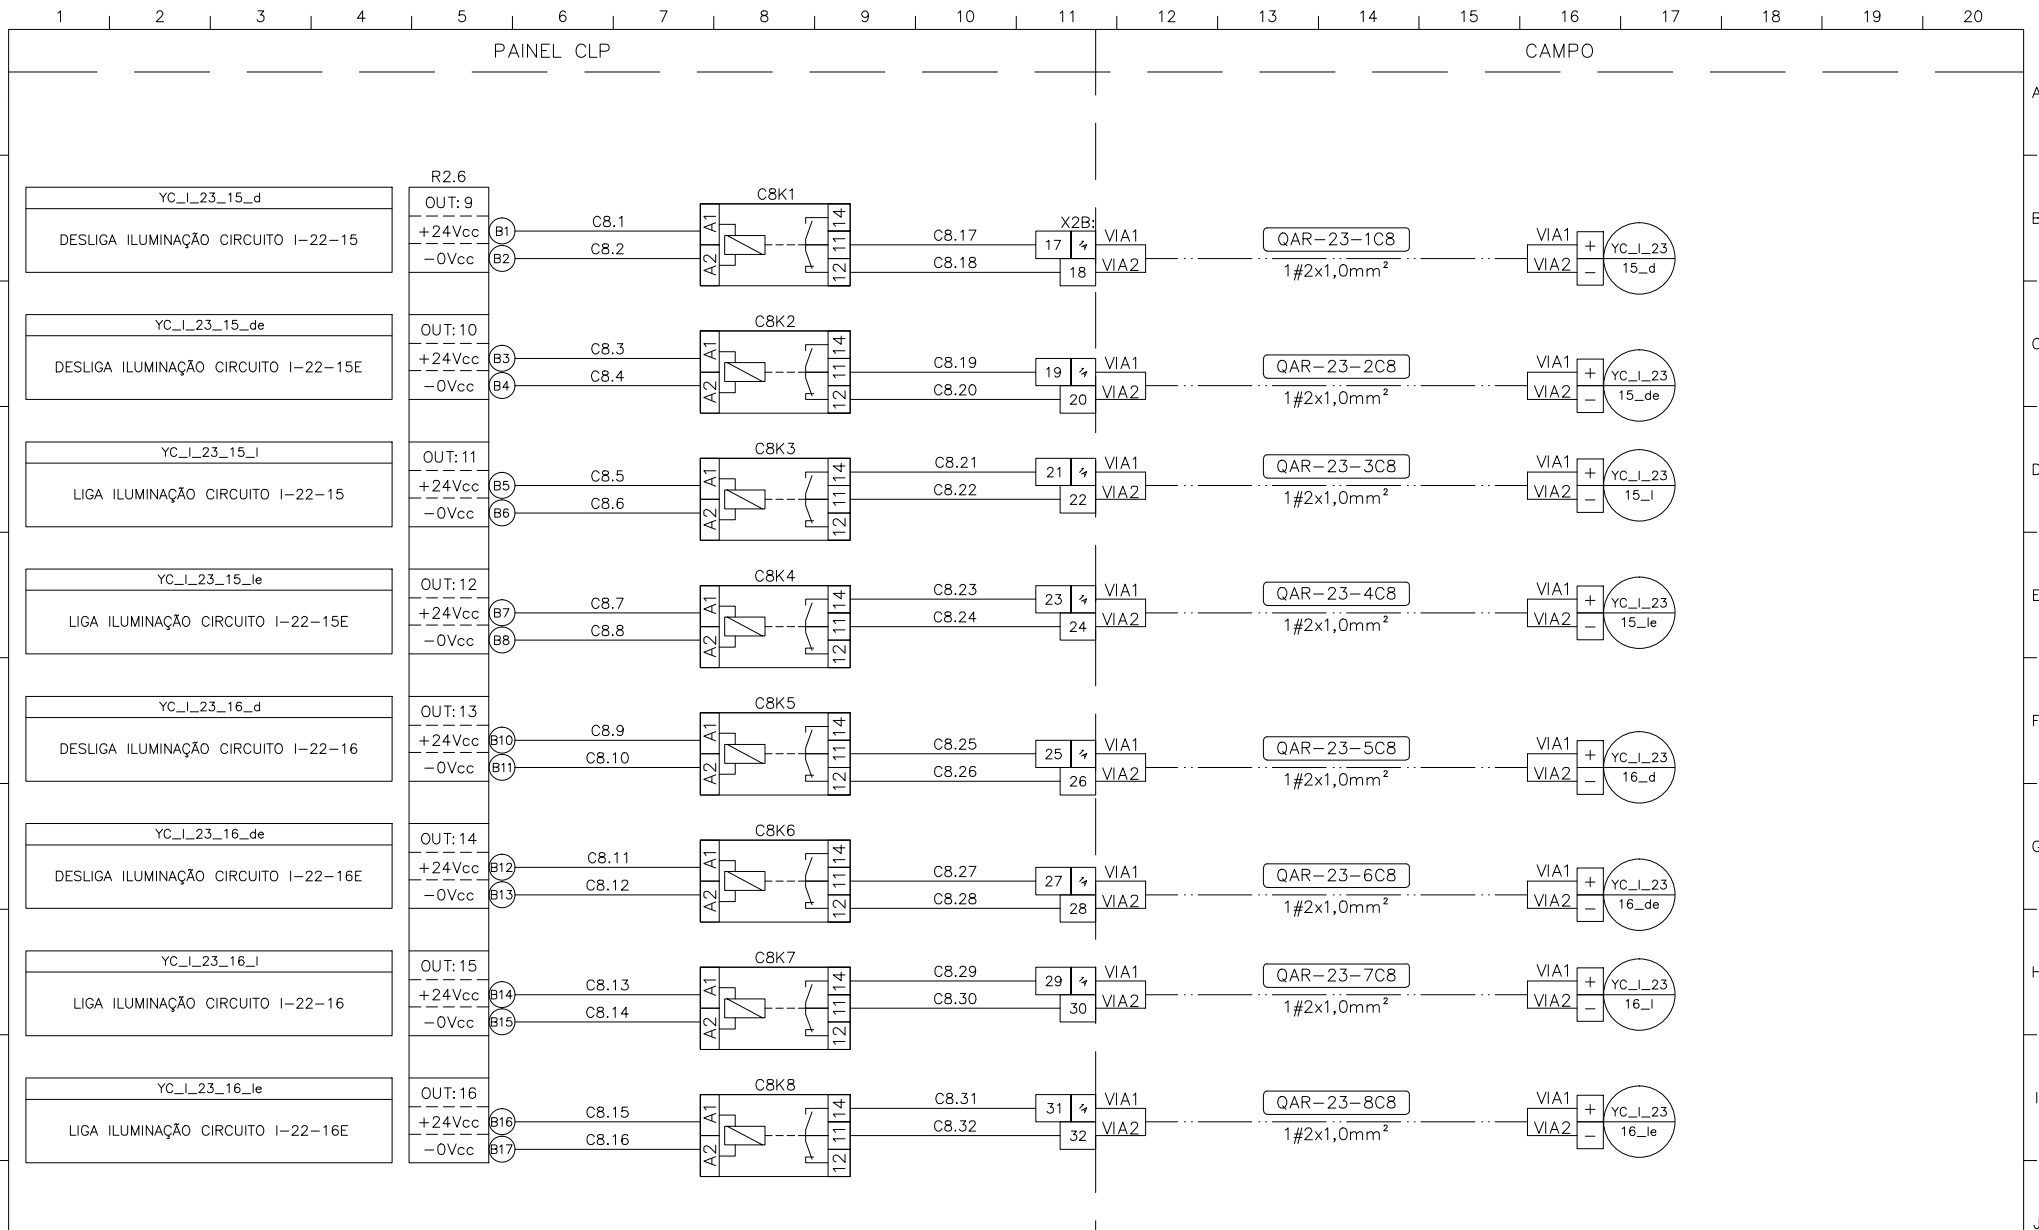 1 2 3 4 5 6 7 8 9 10 11 12 13 14 15 16 17 18 19 20
PAINEL CLP CAMPO
A
R2.6
YC_I_23_15_d
DESLIGA ILUMINAÇÃO CIRCUITO I-22-15
OUT: 9
+24Vcc B1 C8.1
-0Vcc B2 C8.2
C8K1
A1 A2 14 11 12
X2B:
C8.17 17 VIA1
C8.18 18 VIA2
QAR-23-1C8
1#2x1,0mm²
VIA1 +
VIA2 -
YC_I_23
15_d
B
YC_I_23_15_de
DESLIGA ILUMINAÇÃO CIRCUITO I-22-15E
OUT: 10
+24Vcc B3 C8.3
-0Vcc B4 C8.4
C8K2
A1 A2 14 11 12
C8.19 19 VIA1
C8.20 20 VIA2
QAR-23-2C8
1#2x1,0mm²
VIA1 +
VIA2 -
YC_I_23
15_de
C
YC_I_23_15_l
LIGA ILUMINAÇÃO CIRCUITO I-22-15
OUT: 11
+24Vcc B5 C8.5
-0Vcc B6 C8.6
C8K3
A1 A2 14 11 12
C8.21 21 VIA1
C8.22 22 VIA2
QAR-23-3C8
1#2x1,0mm²
VIA1 +
VIA2 -
YC_I_23
15_l
D
YC_I_23_15_le
LIGA ILUMINAÇÃO CIRCUITO I-22-15E
OUT: 12
+24Vcc B7 C8.7
-0Vcc B8 C8.8
C8K4
A1 A2 14 11 12
C8.23 23 VIA1
C8.24 24 VIA2
QAR-23-4C8
1#2x1,0mm²
VIA1 +
VIA2 -
YC_I_23
15_le
E
YC_I_23_16_d
DESLIGA ILUMINAÇÃO CIRCUITO I-22-16
OUT: 13
+24Vcc B10 C8.9
-0Vcc B11 C8.10
C8K5
A1 A2 14 11 12
C8.25 25 VIA1
C8.26 26 VIA2
QAR-23-5C8
1#2x1,0mm²
VIA1 +
VIA2 -
YC_I_23
16_d
F
YC_I_23_16_de
DESLIGA ILUMINAÇÃO CIRCUITO I-22-16E
OUT: 14
+24Vcc B12 C8.11
-0Vcc B13 C8.12
C8K6
A1 A2 14 11 12
C8.27 27 VIA1
C8.28 28 VIA2
QAR-23-6C8
1#2x1,0mm²
VIA1 +
VIA2 -
YC_I_23
16_de
G
YC_I_23_16_l
LIGA ILUMINAÇÃO CIRCUITO I-22-16
OUT: 15
+24Vcc B14 C8.13
-0Vcc B15 C8.14
C8K7
A1 A2 14 11 12
C8.29 29 VIA1
C8.30 30 VIA2
QAR-23-7C8
1#2x1,0mm²
VIA1 +
VIA2 -
YC_I_23
16_l
H
YC_I_23_16_le
LIGA ILUMINAÇÃO CIRCUITO I-22-16E
OUT: 16
+24Vcc B16 C8.15
-0Vcc B17 C8.16
C8K8
A1 A2 14 11 12
C8.31 31 VIA1
C8.32 32 VIA2
QAR-23-8C8
1#2x1,0mm²
VIA1 +
VIA2 -
YC_I_23
16_le
I